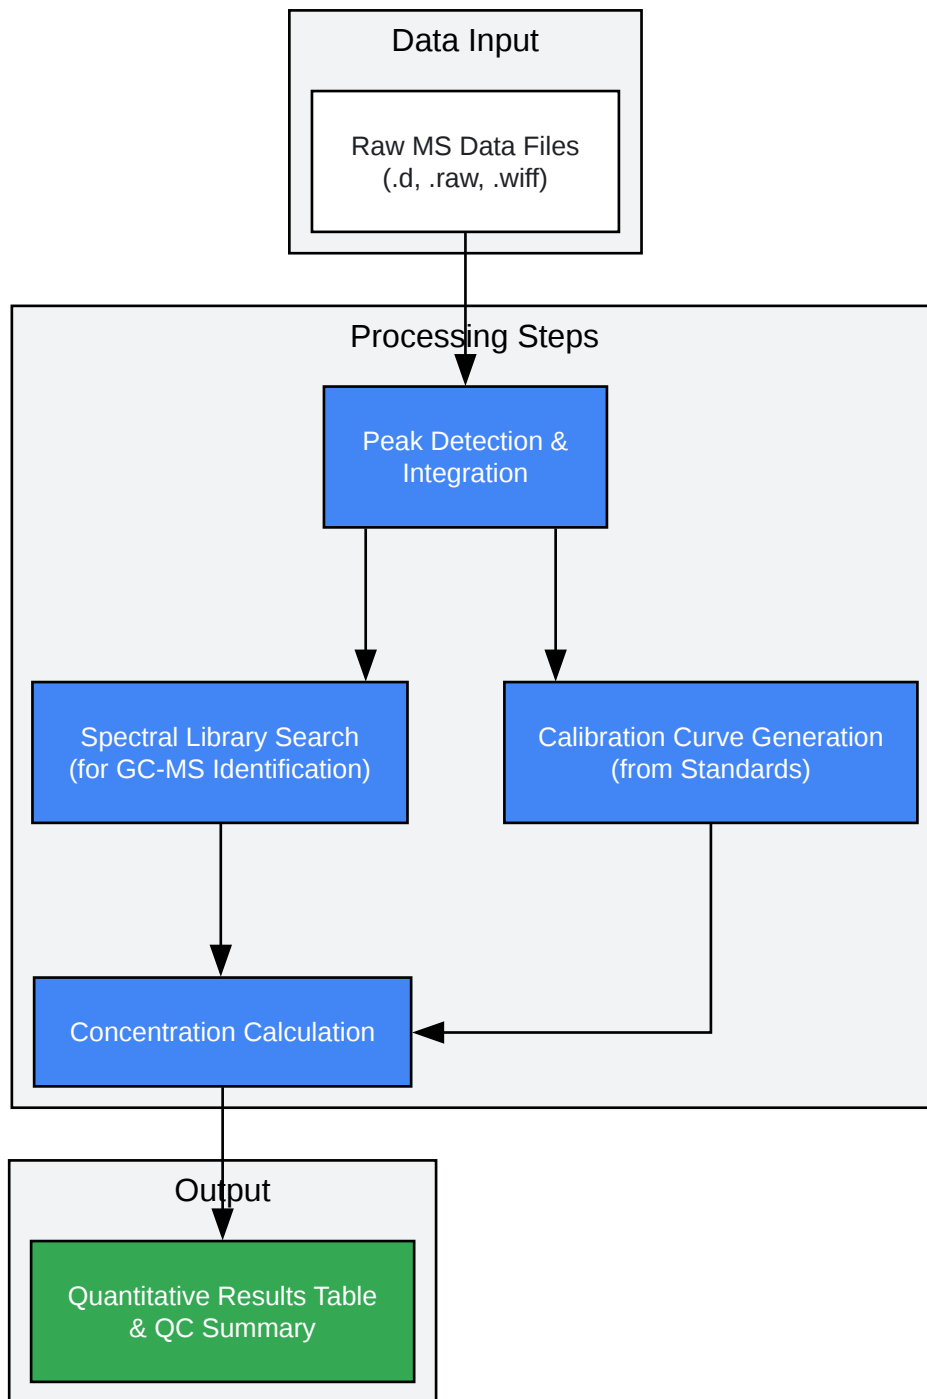 Data Input
Raw MS Data Files
(.d, .raw, .wiff)
Processing Steps
Peak Detection &
Integration
Spectral Library Search
(for GC-MS Identification)
Calibration Curve Generation
(from Standards)
Concentration Calculation
Output
Quantitative Results Table
& QC Summary